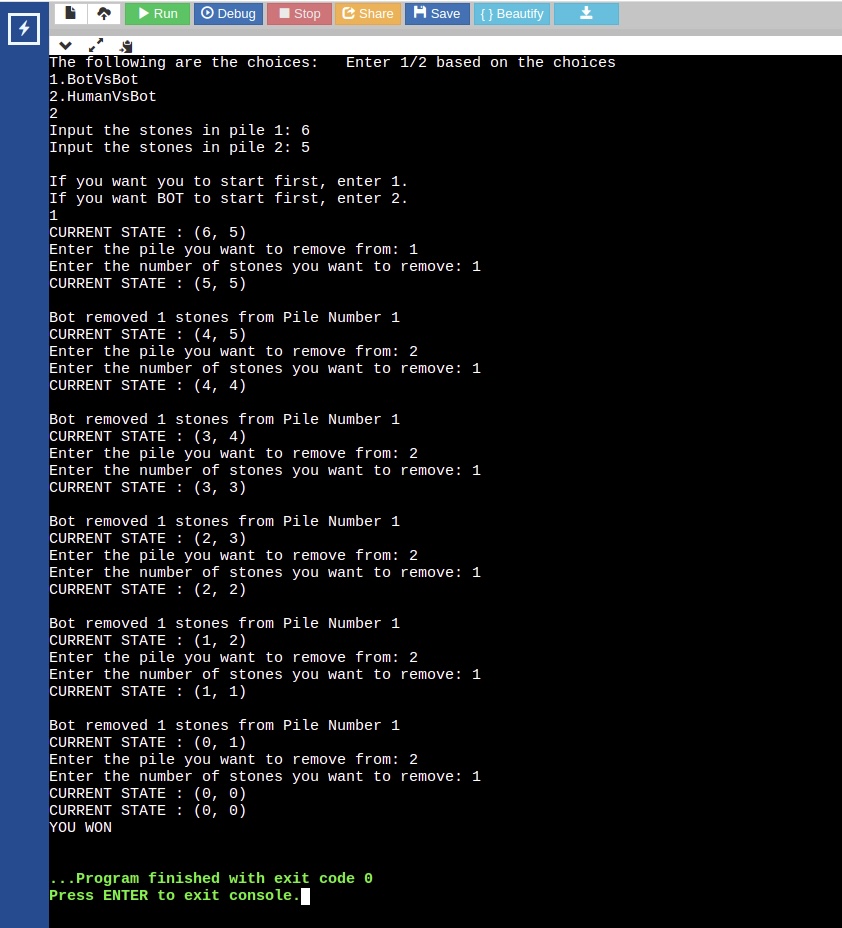 Run Debug Stop Share Save { } Beautify
The following are the choices:   Enter 1/2 based on the choices
1.BotVsBot
2.HumanVsBot
2
Input the stones in pile 1: 6
Input the stones in pile 2: 5
If you want you to start first, enter 1.
If you want BOT to start first, enter 2.
1
CURRENT STATE : (6, 5)
Enter the pile you want to remove from: 1
Enter the number of stones you want to remove: 1
CURRENT STATE : (5, 5)
Bot removed 1 stones from Pile Number 1
CURRENT STATE : (4, 5)
Enter the pile you want to remove from: 2
Enter the number of stones you want to remove: 1
CURRENT STATE : (4, 4)
Bot removed 1 stones from Pile Number 1
CURRENT STATE : (3, 4)
Enter the pile you want to remove from: 2
Enter the number of stones you want to remove: 1
CURRENT STATE : (3, 3)
Bot removed 1 stones from Pile Number 1
CURRENT STATE : (2, 3)
Enter the pile you want to remove from: 2
Enter the number of stones you want to remove: 1
CURRENT STATE : (2, 2)
Bot removed 1 stones from Pile Number 1
CURRENT STATE : (1, 2)
Enter the pile you want to remove from: 2
Enter the number of stones you want to remove: 1
CURRENT STATE : (1, 1)
Bot removed 1 stones from Pile Number 1
CURRENT STATE : (0, 1)
Enter the pile you want to remove from: 2
Enter the number of stones you want to remove: 1
CURRENT STATE : (0, 0)
CURRENT STATE : (0, 0)
YOU WON
...Program finished with exit code 0
Press ENTER to exit console.